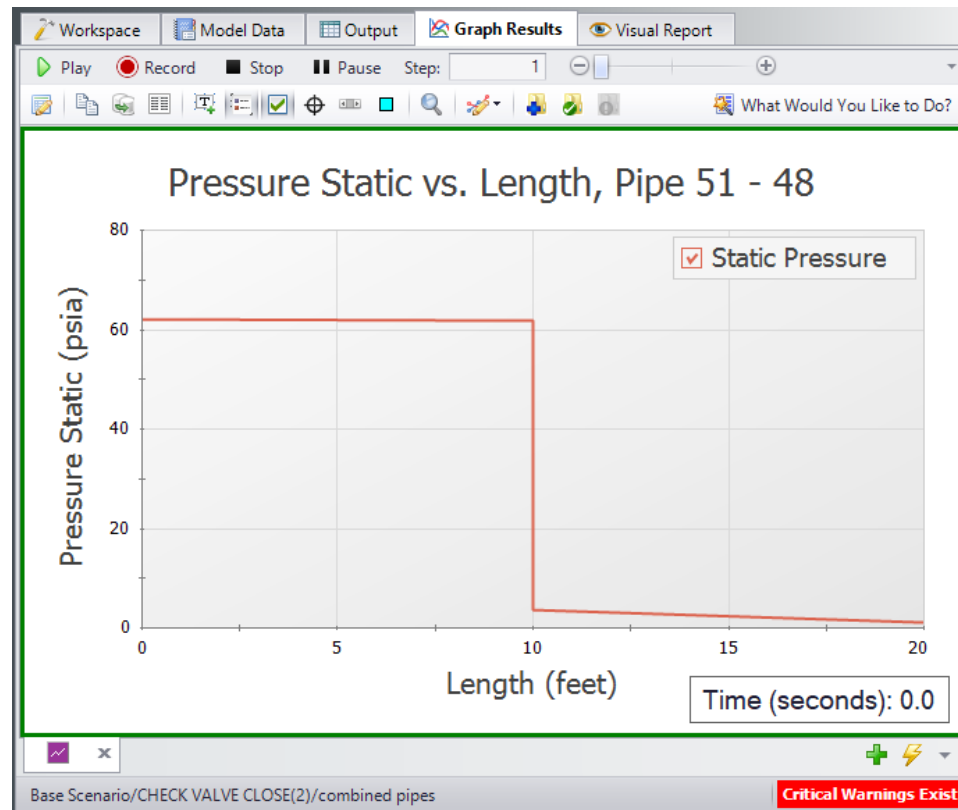 Workspace Model Data Output Graph Results Visual Report
Play Record Stop Pause Step: 1
What Would You Like to Do?
Pressure Static vs. Length, Pipe 51 - 48
Static Pressure
Pressure Static (psia)
80
60
40
20
0
0 5 10 15 20
Length (feet)
Time (seconds): 0.0
Base Scenario/CHECK VALVE CLOSE(2)/combined pipes Critical Warnings Exist